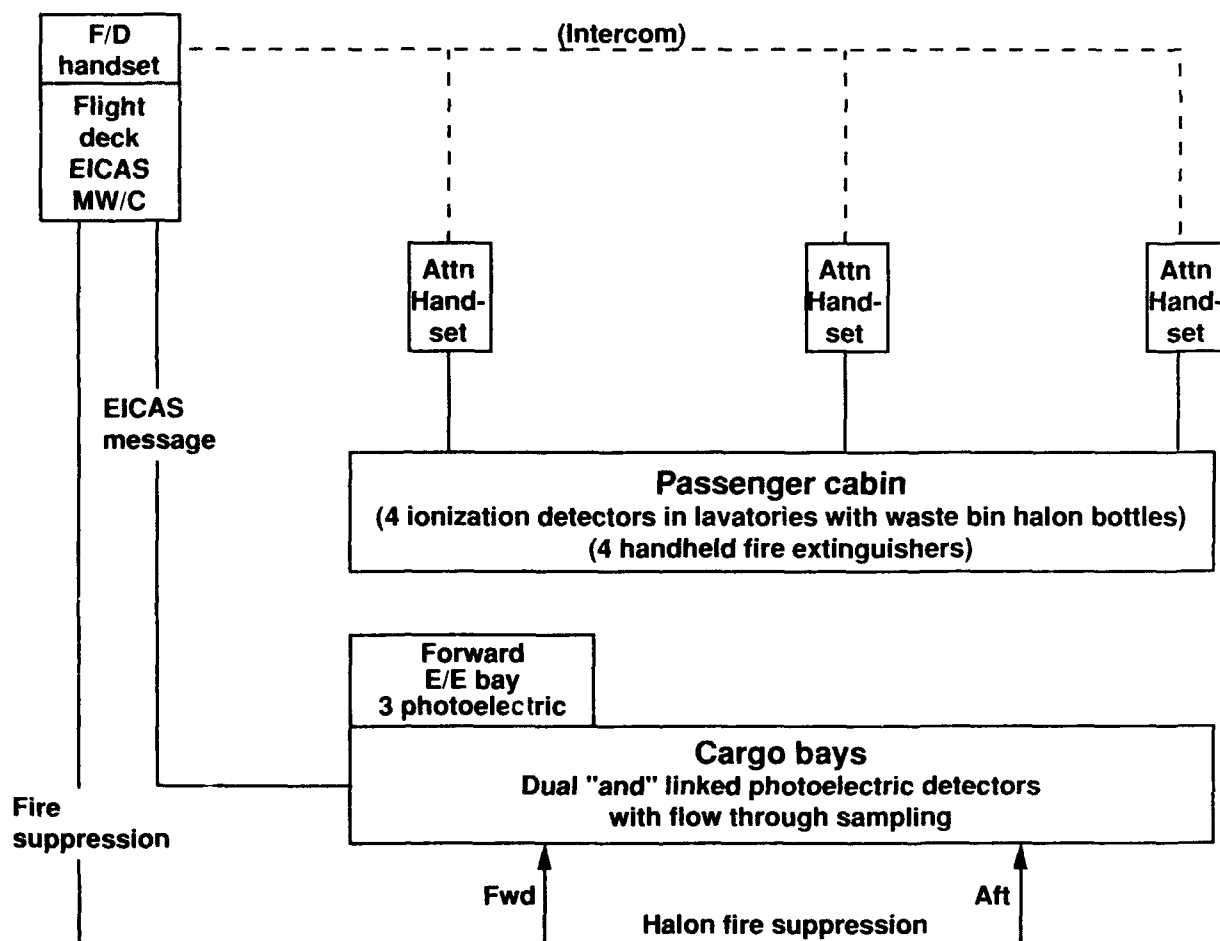 F/D
handset
(Intercom)
Flight
deck
EICAS
MW/C
Attn
Hand-
set
Attn
Hand-
set
Attn
Hand-
set
EICAS
message
Passenger cabin
(4 ionization detectors in lavatories with waste bin halon bottles)
(4 handheld fire extinguishers)
Forward
E/E bay
3 photoelectric
Cargo bays
Dual "and" linked photoelectric detectors
with flow through sampling
Fire
suppression
Fwd
Aft
Halon fire suppression